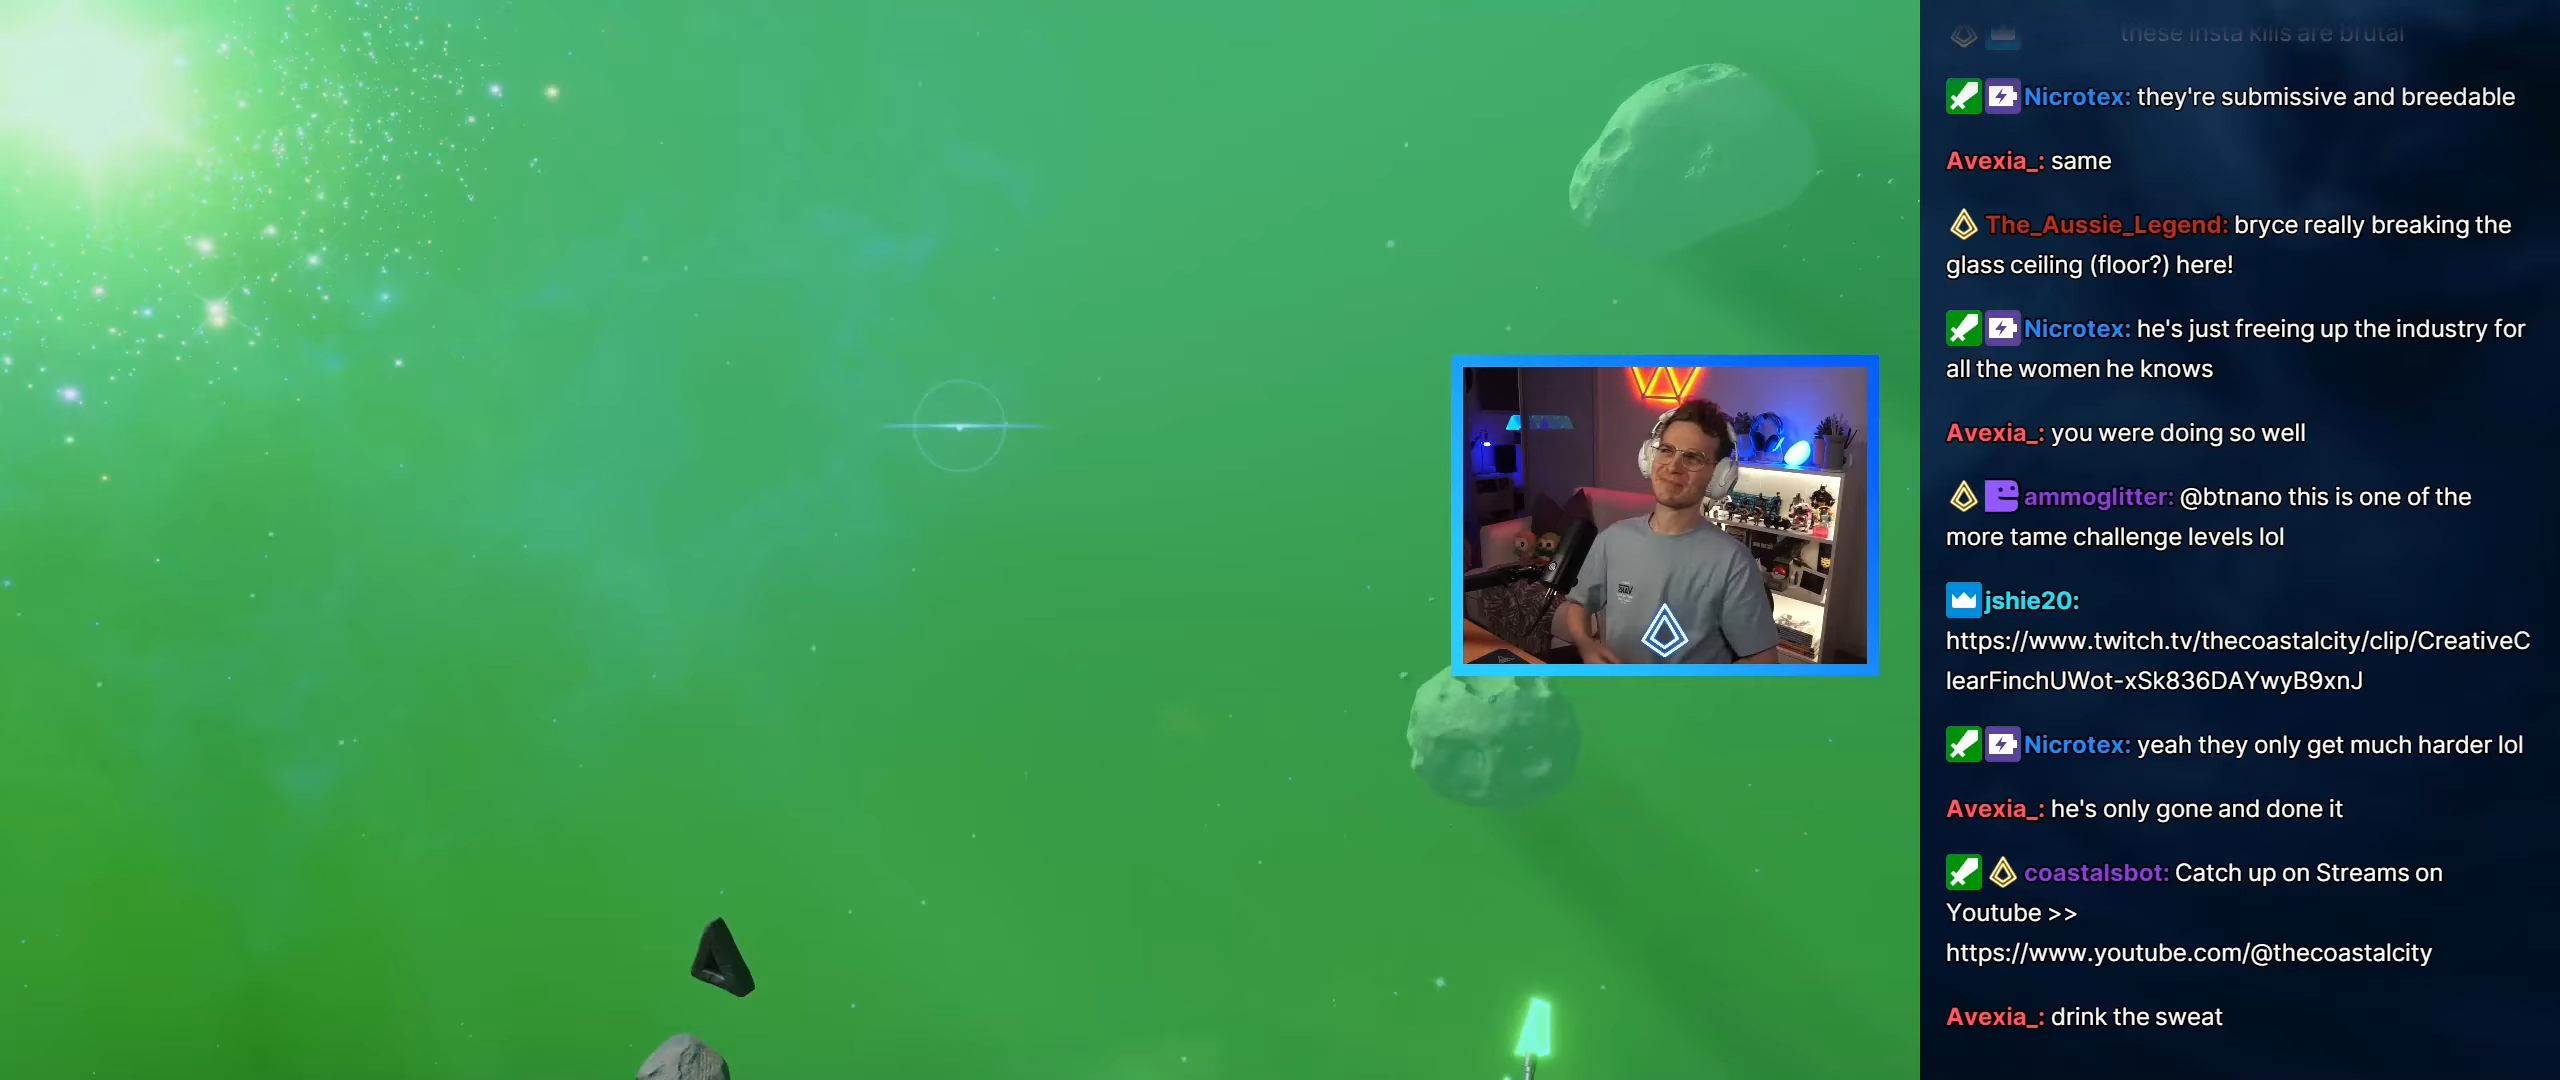 these insta kills are brutal
Nicrotex: they're submissive and breedable
Avexia_: same
The_Aussie_Legend: bryce really breaking the
glass ceiling (floor?) here!
Nicrotex: he's just freeing up the industry for
all the women he knows
Avexia_: you were doing so well
ammoglitter: @btnano this is one of the
more tame challenge levels lol
jshie20:
https://www.twitch.tv/thecoastalcity/clip/CreativeC
learFinchUWot-xSk836DAYwyB9xnJ
Nicrotex: yeah they only get much harder lol
Avexia_: he's only gone and done it
coastalsbot: Catch up on Streams on
Youtube >>
https://www.youtube.com/@thecoastalcity
Avexia_: drink the sweat